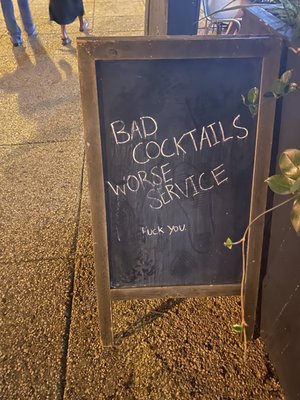 BAD
COCKTAILS
WORSE
SERVICE
FUCK YOU.